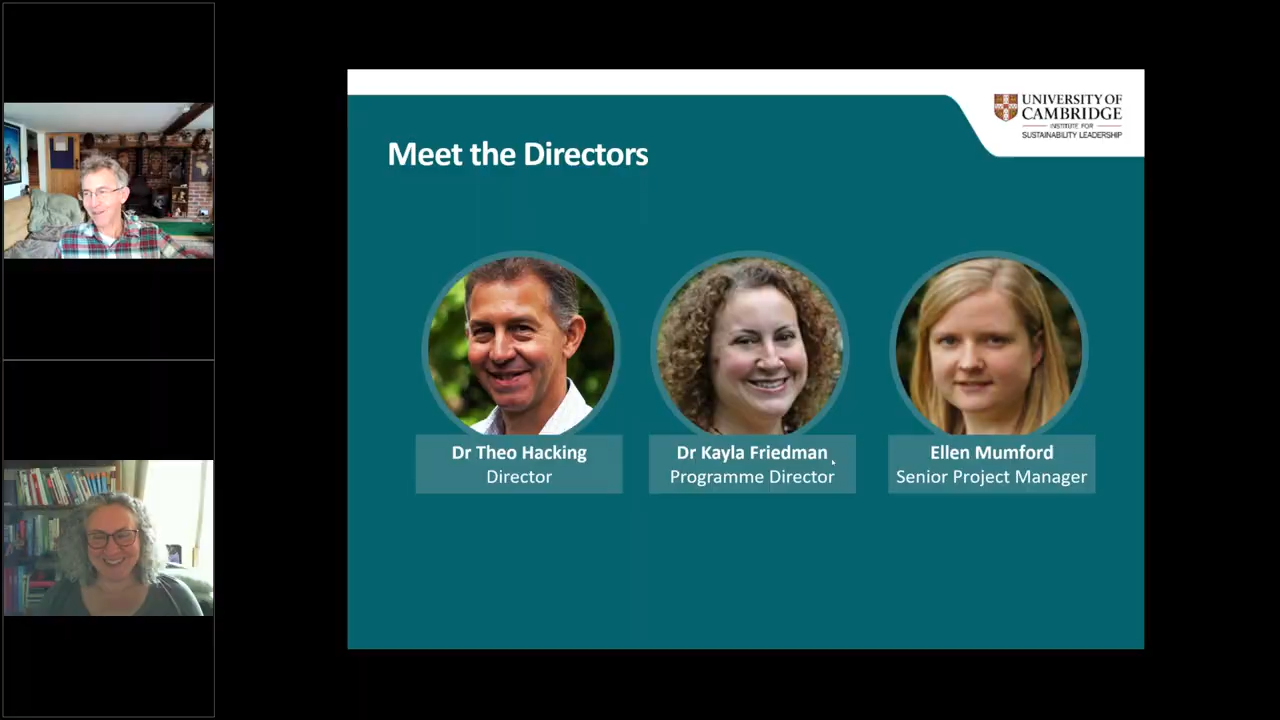 UNIVERSITY OF
CAMBRIDGE
INSTITUTE FOR
SUSTAINABILITY LEADERSHIP
Meet the Directors
Dr Theo Hacking
Director
Dr Kayla Friedman
Programme Director
Ellen Mumford
Senior Project Manager